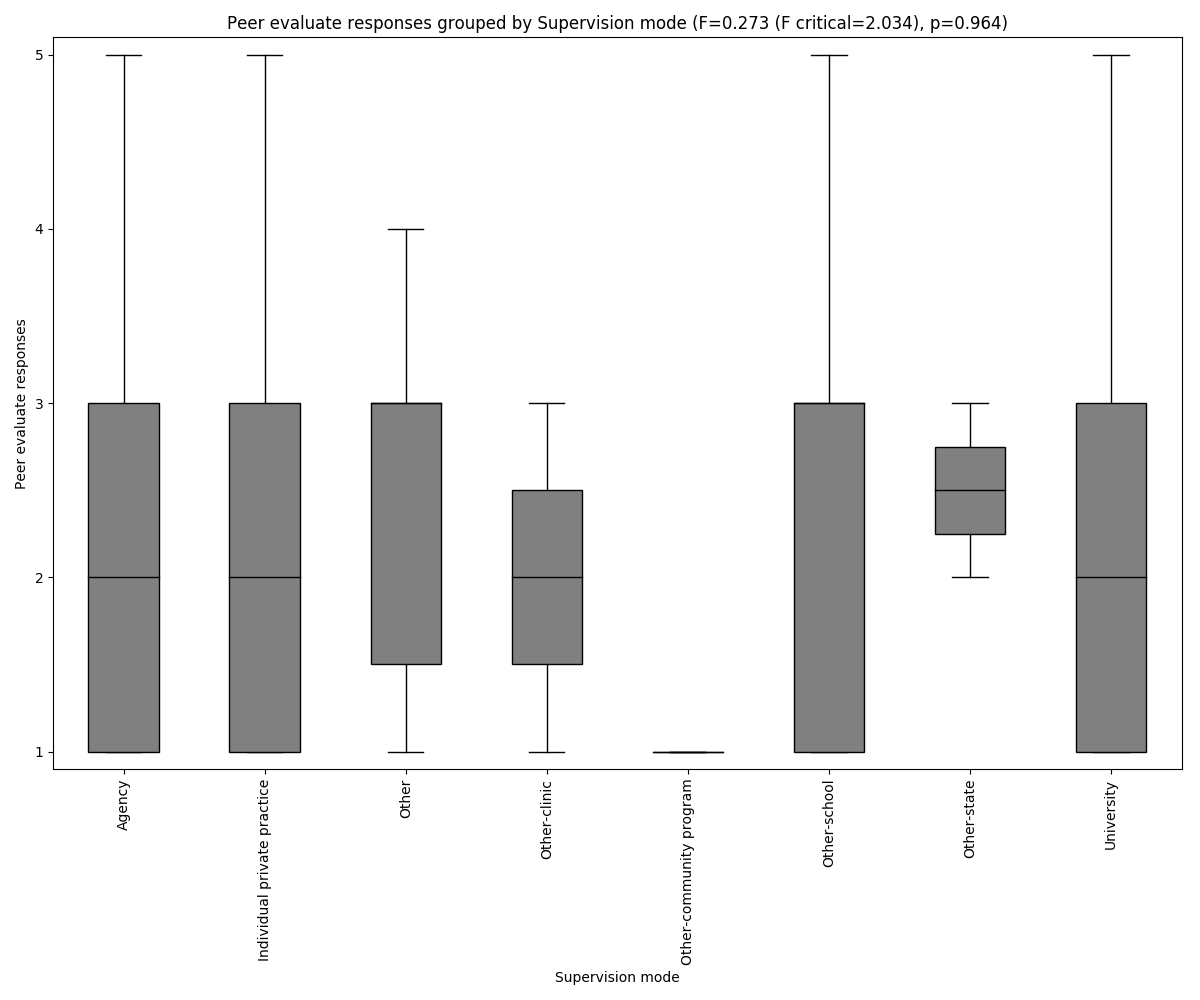 Peer evaluate responses grouped by Supervision mode (F=0.273 (F critical=2.034), p=0.964)
Peer evaluate responses
5
4
3
2
1
Agency
Individual private practice
Other
Other-clinic
Other-community program
Other-school
Other-state
University
Supervision mode